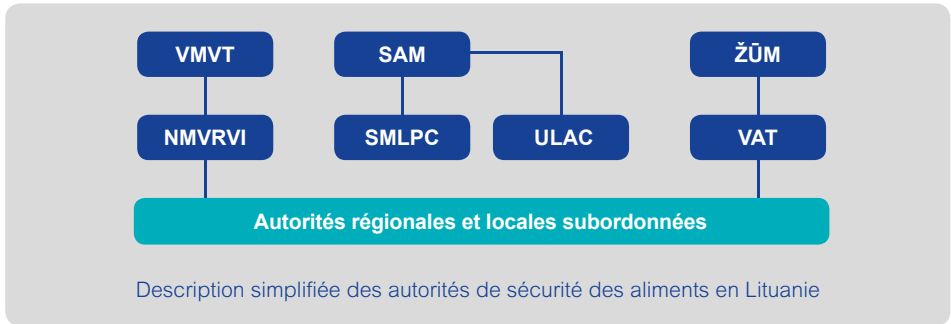 VMVT
SAM
ŽŪM
NMVRVI
SMLPC
ULAC
VAT
Autorités régionales et locales subordonnées
Description simplifiée des autorités de sécurité des aliments en Lituanie